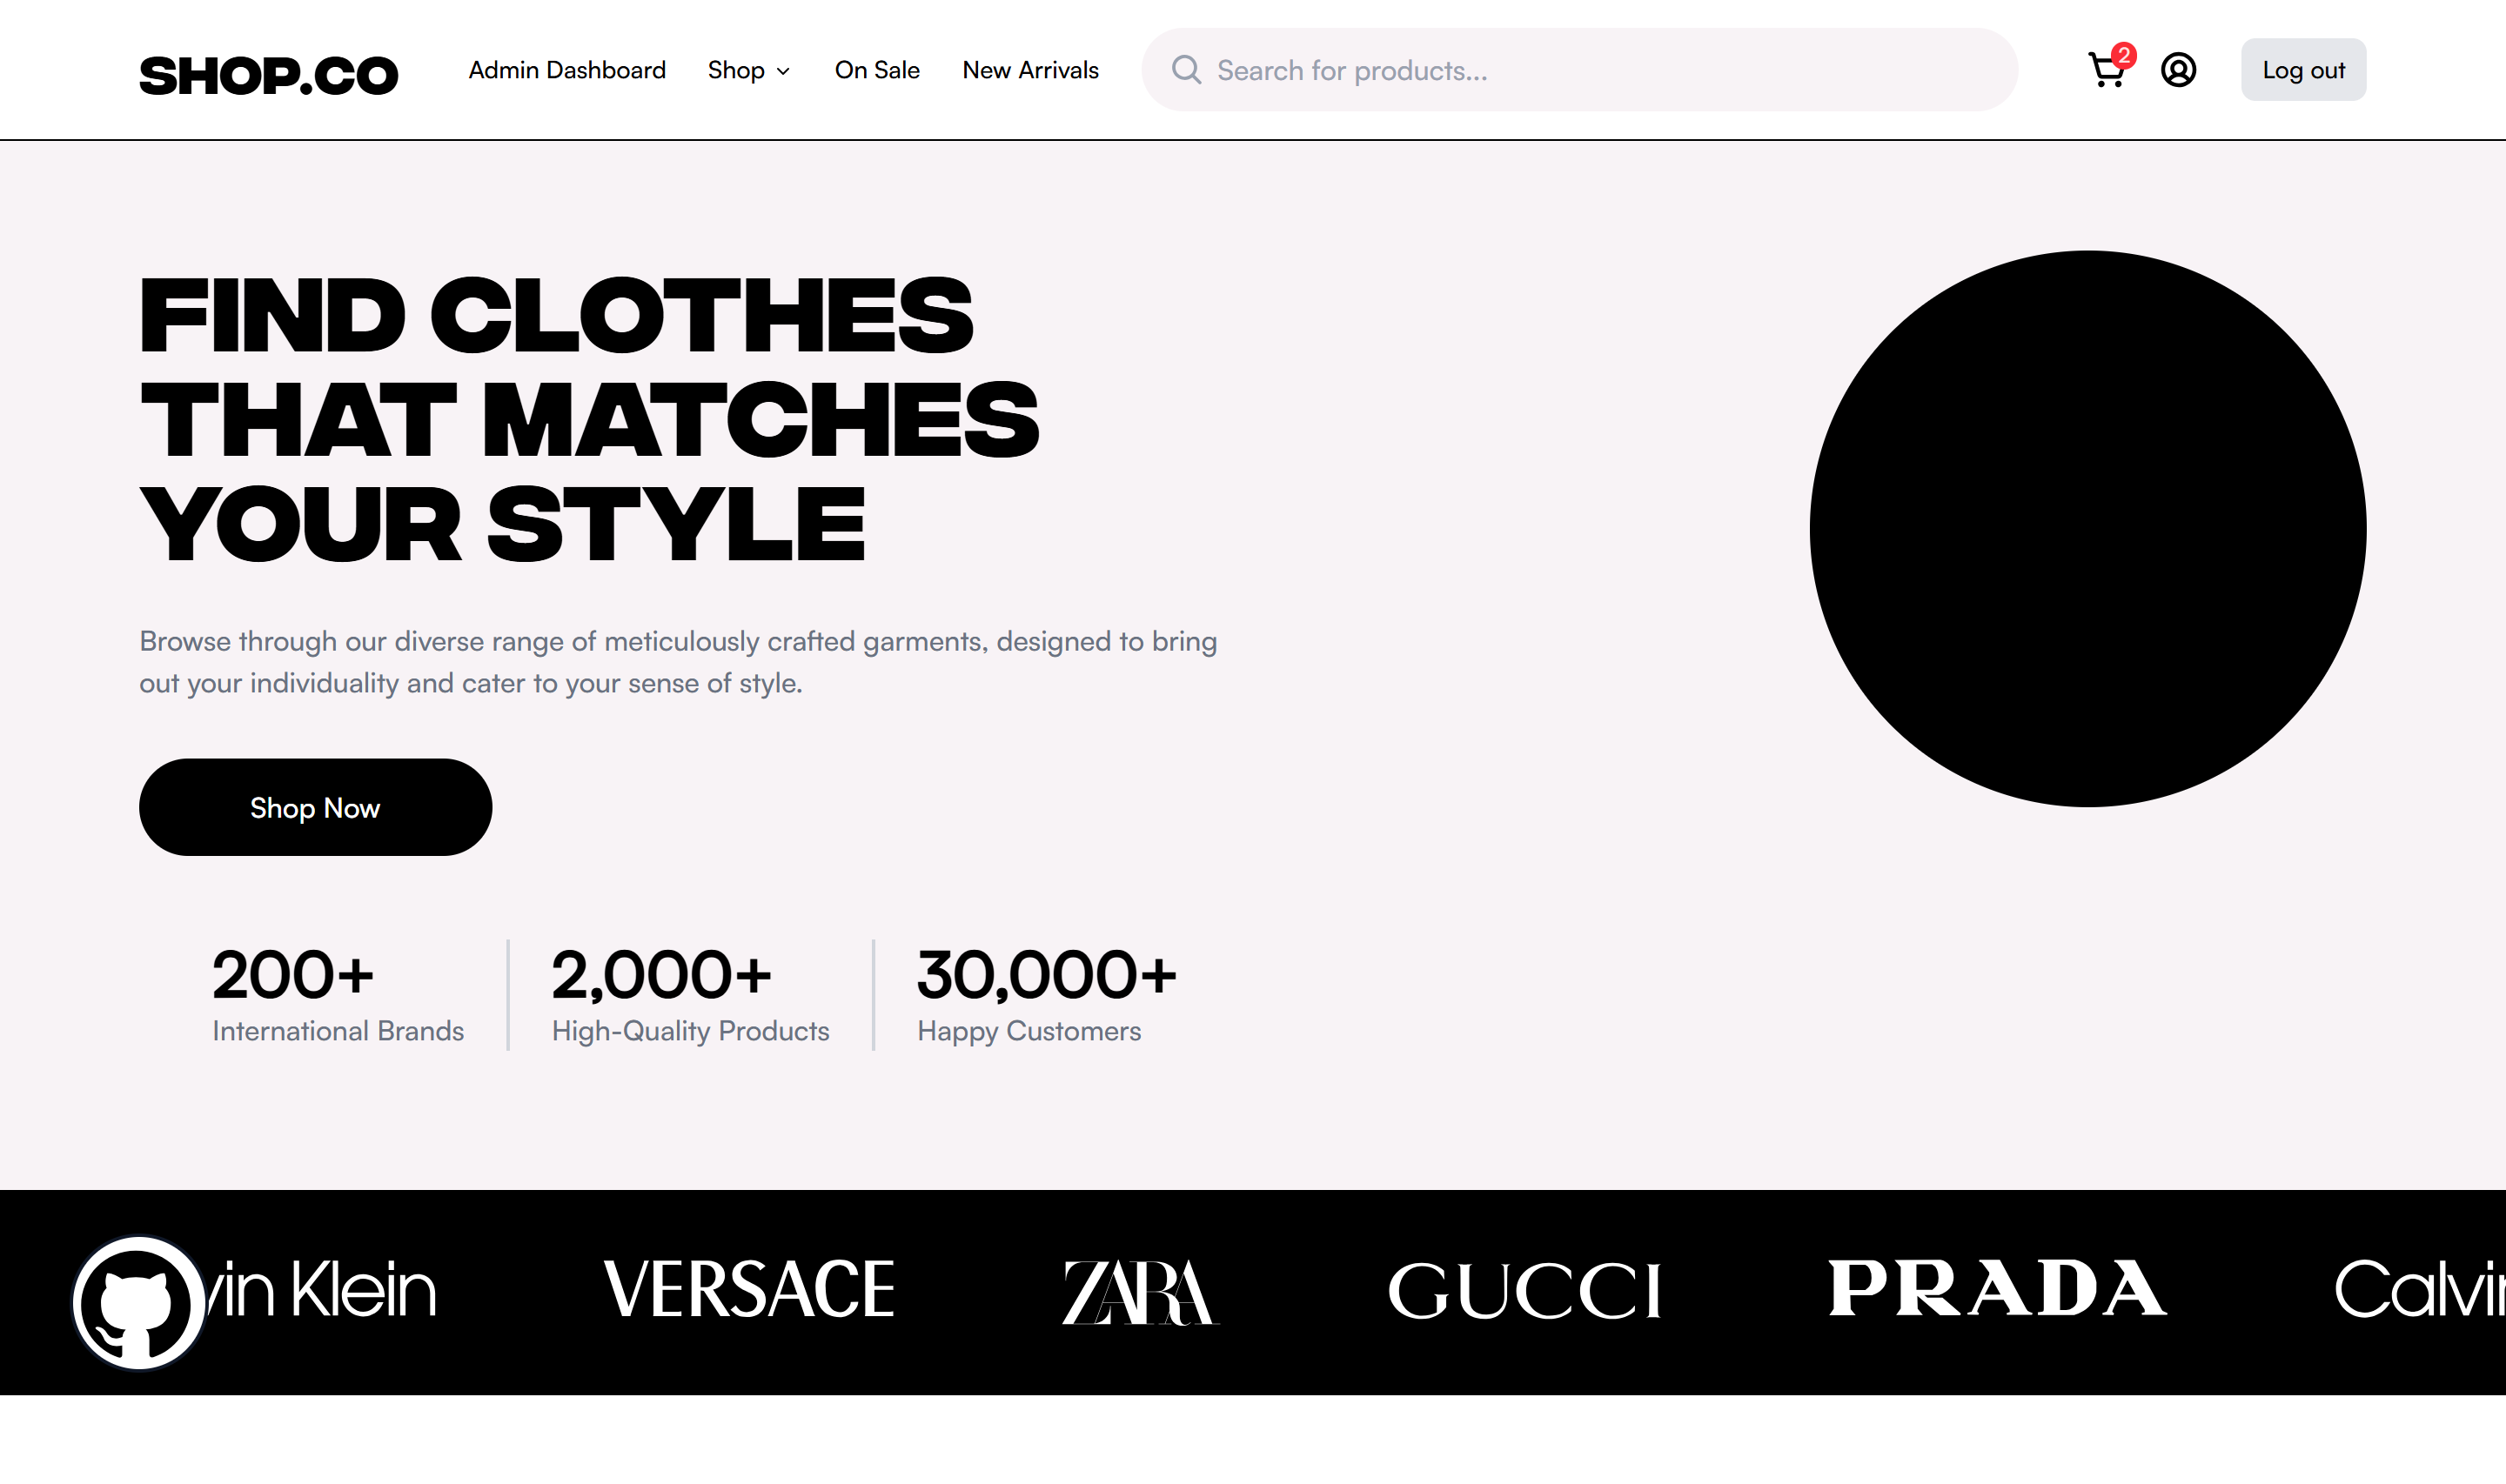 SHOP.CO
Admin Dashboard
Shop
On Sale
New Arrivals
Search for products...
2
Log out
FIND CLOTHES
THAT MATCHES
YOUR STYLE
Browse through our diverse range of meticulously crafted garments, designed to bring
out your individuality and cater to your sense of style.
Shop Now
200+
International Brands
2,000+
High-Quality Products
30,000+
Happy Customers
vin Klein
VERSACE
ZARA
GUCCI
PRADA
Calvin